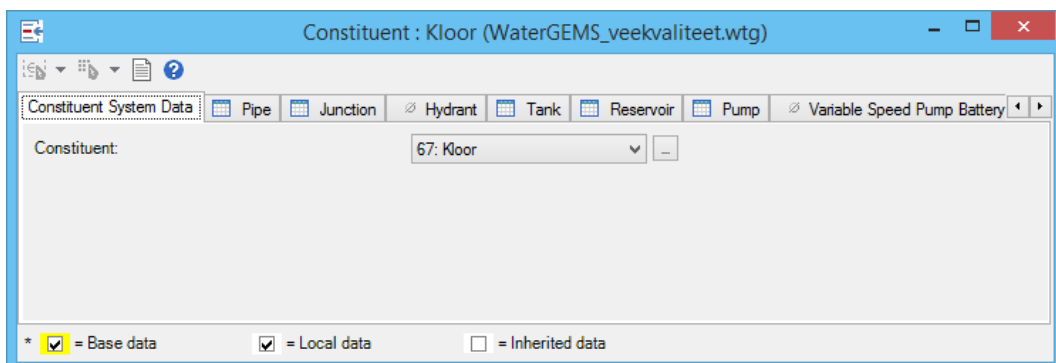 Constituent : Kloor (WaterGEMS_veekvaliteet.wtg)
Constituent System Data Pipe Junction Hydrant Tank Reservoir Pump Variable Speed Pump Battery
Constituent: 67: Kloor ...
* = Base data = Local data = Inherited data